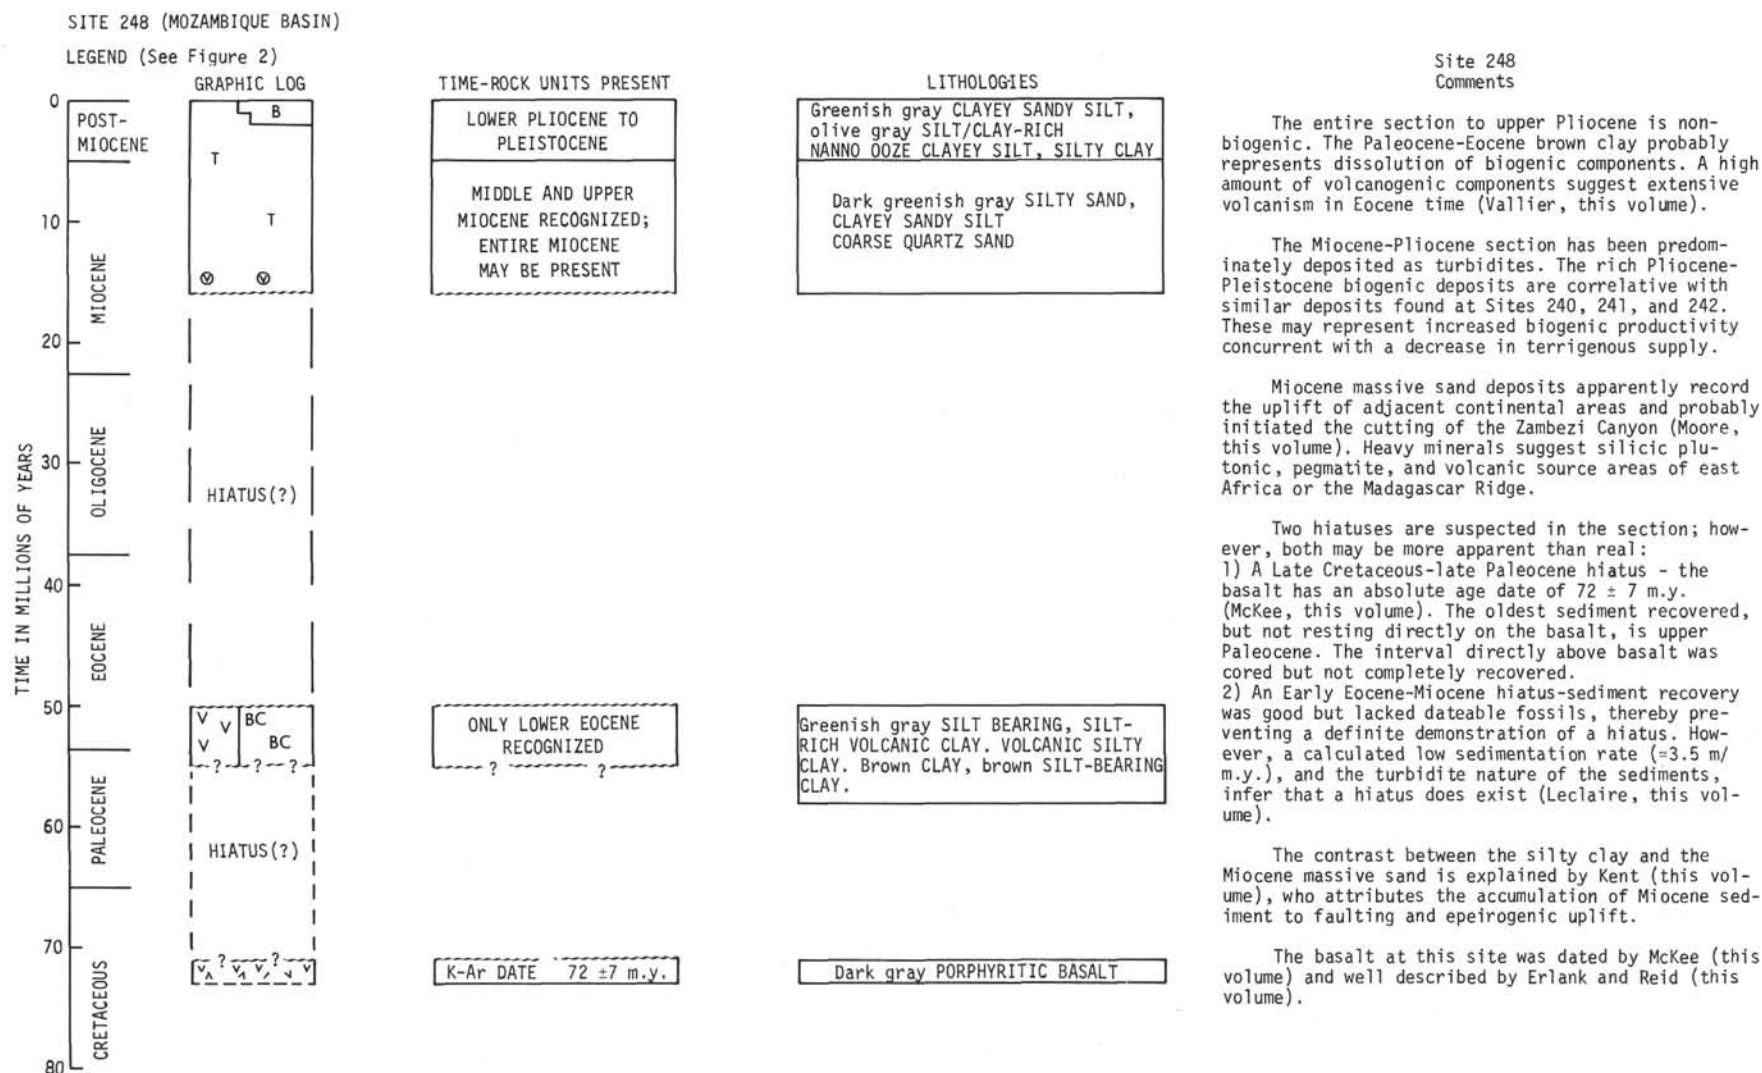 SITE 248 (MOZAMBIQUE BASIN)
LEGEND (See Figure 2)
GRAPHIC LOG
TIME-ROCK UNITS PRESENT
LITHOLOGIES
TIME IN MILLIONS OF YEARS
0
10
20
30
40
50
60
70
80
POST-
MIOCENE
MIOCENE
OLIGOCENE
EOCENE
PALEOCENE
CRETACEOUS
B
T
T
V V
HIATUS(?)
V V BC
V BC
? ? ?
HIATUS(?)
? ?
LOWER PLIOCENE TO
PLEISTOCENE
MIDDLE AND UPPER
MIOCENE RECOGNIZED;
ENTIRE MIOCENE
MAY BE PRESENT
ONLY LOWER EOCENE
RECOGNIZED
? ?
K-Ar DATE 72 ±7 m.y.
Greenish gray CLAYEY SANDY SILT,
olive gray SILT/CLAY-RICH
NANNO OOZE CLAYEY SILT, SILTY CLAY
Dark greenish gray SILTY SAND,
CLAYEY SANDY SILT
COARSE QUARTZ SAND
Greenish gray SILT BEARING, SILT-
RICH VOLCANIC CLAY. VOLCANIC SILTY
CLAY. Brown CLAY, brown SILT-BEARING
CLAY.
Dark gray PORPHYRITIC BASALT
Site 248
Comments
The entire section to upper Pliocene is non-
biogenic. The Paleocene-Eocene brown clay probably
represents dissolution of biogenic components. A high
amount of volcanogenic components suggest extensive
volcanism in Eocene time (Vallier, this volume).
The Miocene-Pliocene section has been predom-
inately deposited as turbidites. The rich Pliocene-
Pleistocene biogenic deposits are correlative with
similar deposits found at Sites 240, 241, and 242.
These may represent increased biogenic productivity
concurrent with a decrease in terrigenous supply.
Miocene massive sand deposits apparently record
the uplift of adjacent continental areas and probably
initiated the cutting of the Zambezi Canyon (Moore,
this volume). Heavy minerals suggest silicic plu-
tonic, pegmatite, and volcanic source areas of east
Africa or the Madagascar Ridge.
Two hiatuses are suspected in the section; how-
ever, both may be more apparent than real:
1) A Late Cretaceous-late Paleocene hiatus - the
basalt has an absolute age date of 72 ± 7 m.y.
(McKee, this volume). The oldest sediment recovered,
but not resting directly on the basalt, is upper
Paleocene. The interval directly above basalt was
cored but not completely recovered.
2) An Early Eocene-Miocene hiatus-sediment recovery
was good but lacked dateable fossils, thereby pre-
venting a definite demonstration of a hiatus. How-
ever, a calculated low sedimentation rate (≈3.5 m/
m.y.), and the turbidite nature of the sediments,
infer that a hiatus does exist (Leclaire, this vol-
ume).
The contrast between the silty clay and the
Miocene massive sand is explained by Kent (this vol-
ume), who attributes the accumulation of Miocene sed-
iment to faulting and epeirogenic uplift.
The basalt at this site was dated by McKee (this
volume) and well described by Erlank and Reid (this
volume).